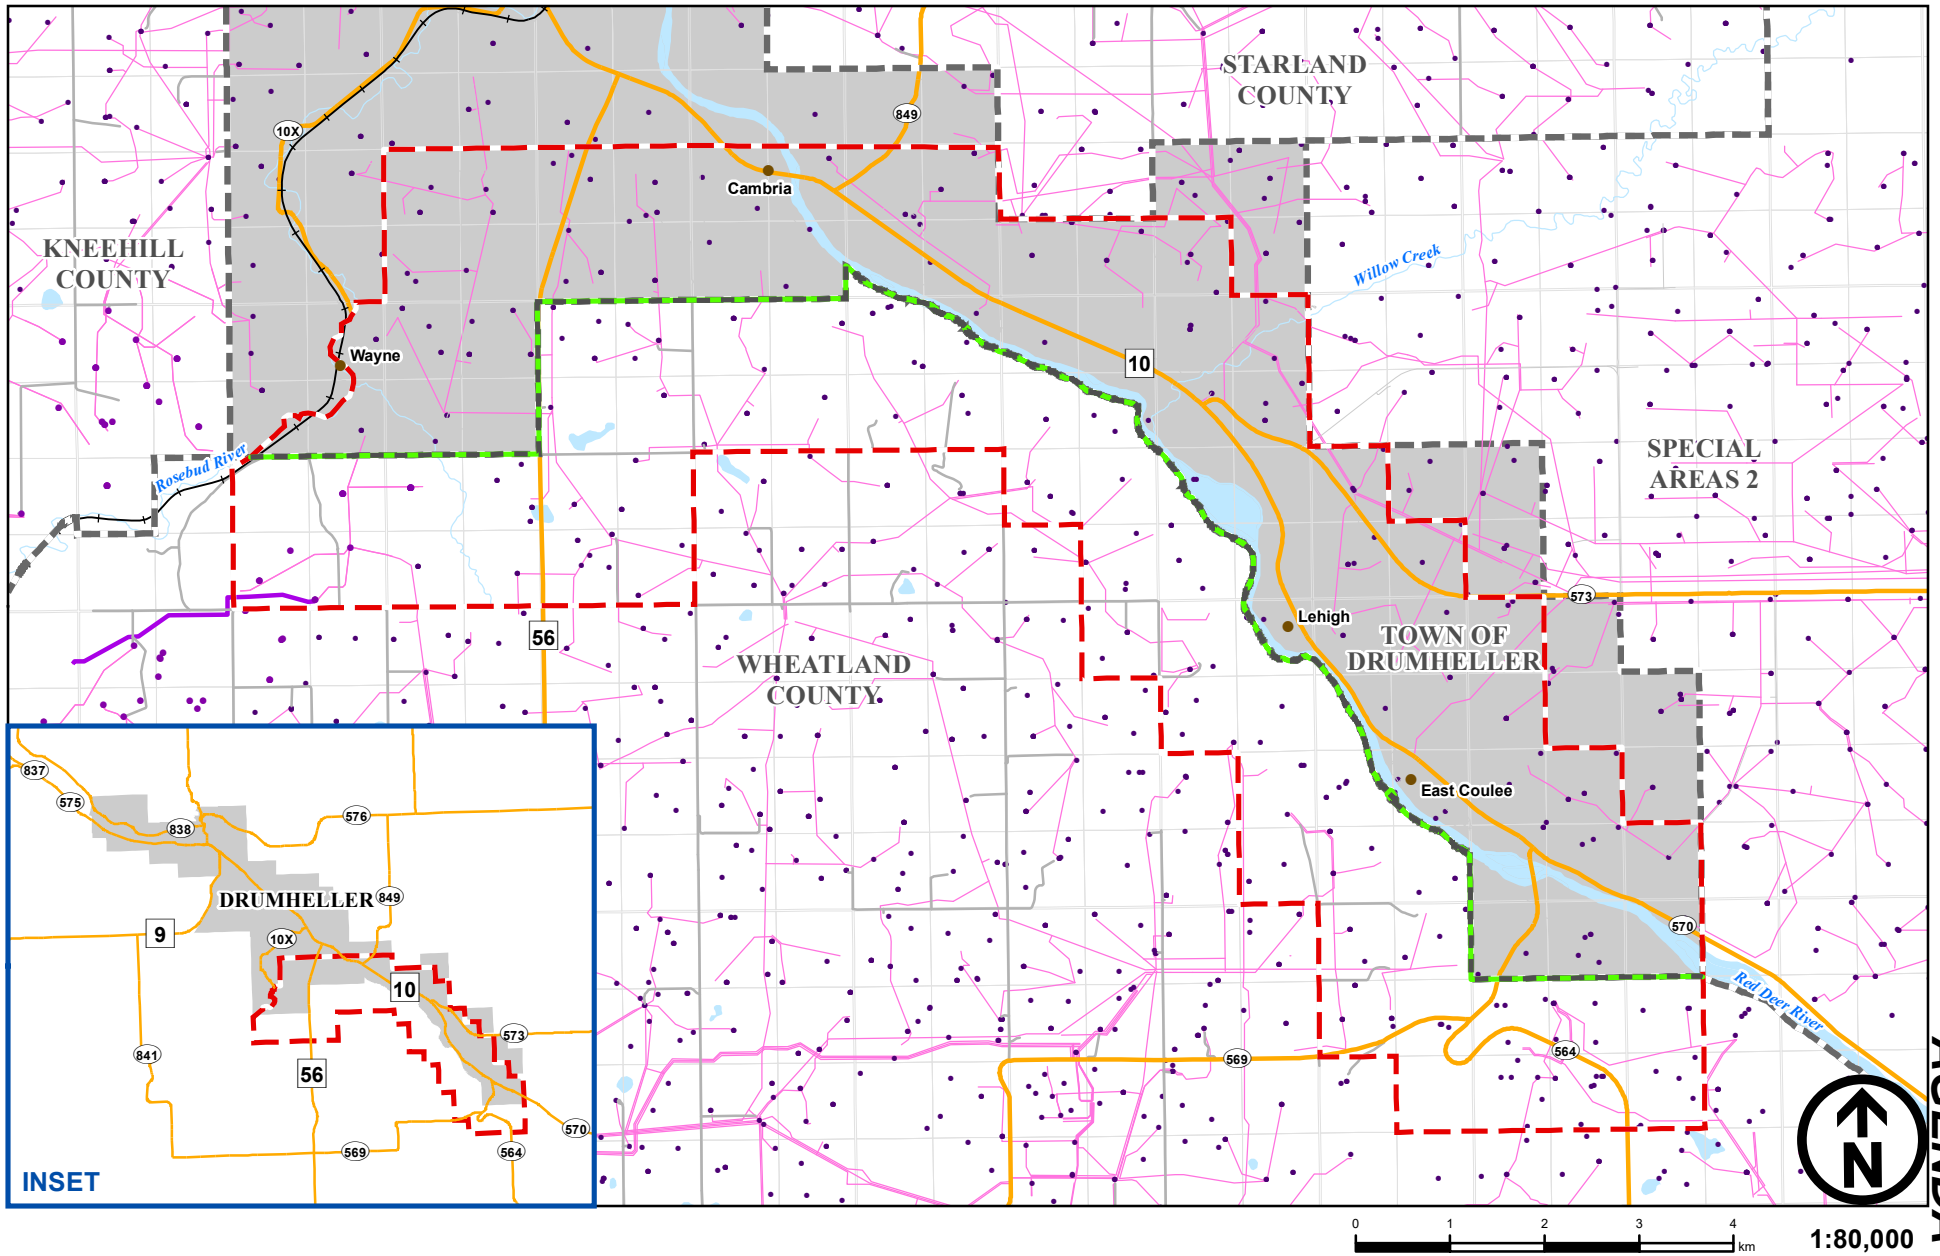 STARLAND
COUNTY
849
10X
Cambria
KNEEHILL
COUNTY
Willow Creek
Wayne
10
Rosebud River
SPECIAL
AREAS 2
573
Lehigh
56
TOWN OF
DRUMHELLER
WHEATLAND
COUNTY
East Coulee
570
Red Deer River
569
564
837
575
838
576
DRUMHELLER
849
9
10X
10
573
841
56
570
569
564
INSET
N
AGENDA
0 1 2 3 4
km
1:80,000